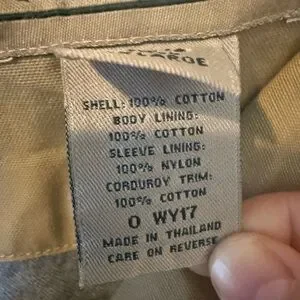 LARGE
SHELL: 100% COTTON
BODY LINING:
100% COTTON
SLEEVE LINING:
100% NYLON
CORDUROY TRIM:
100% COTTON
O WY17
MADE IN THAILAND
CARE ON REVERSE